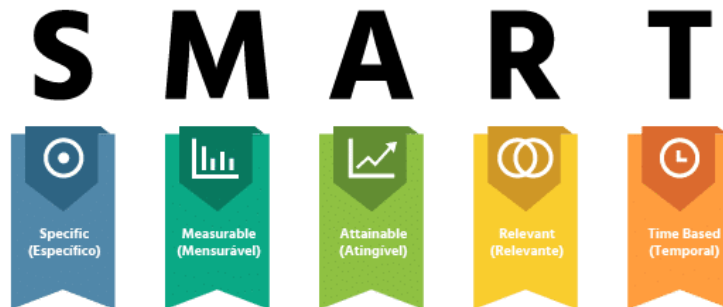 S M A R T
Specific
(Específico)
Measurable
(Mensurável)
Attainable
(Atingível)
Relevant
(Relevante)
Time Based
(Temporal)